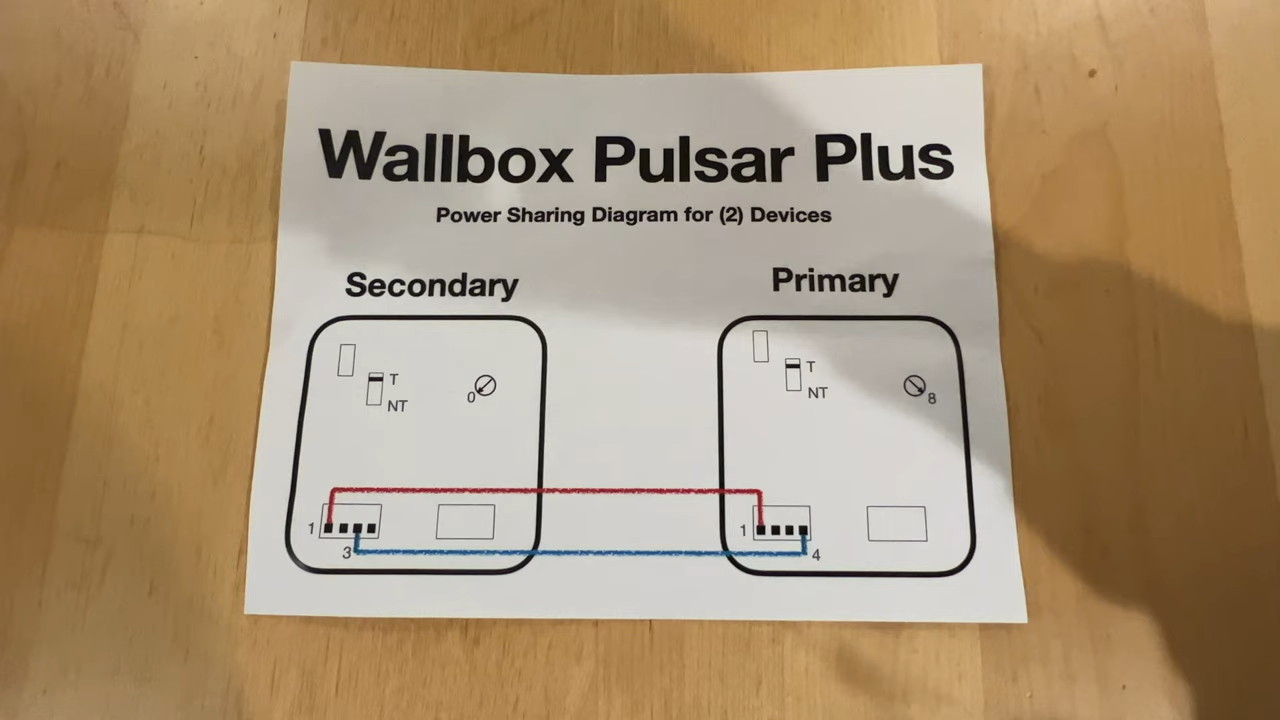 Wallbox Pulsar Plus
Power Sharing Diagram for (2) Devices
Secondary
T
NT
0
1
3
Primary
T
NT
8
1
4